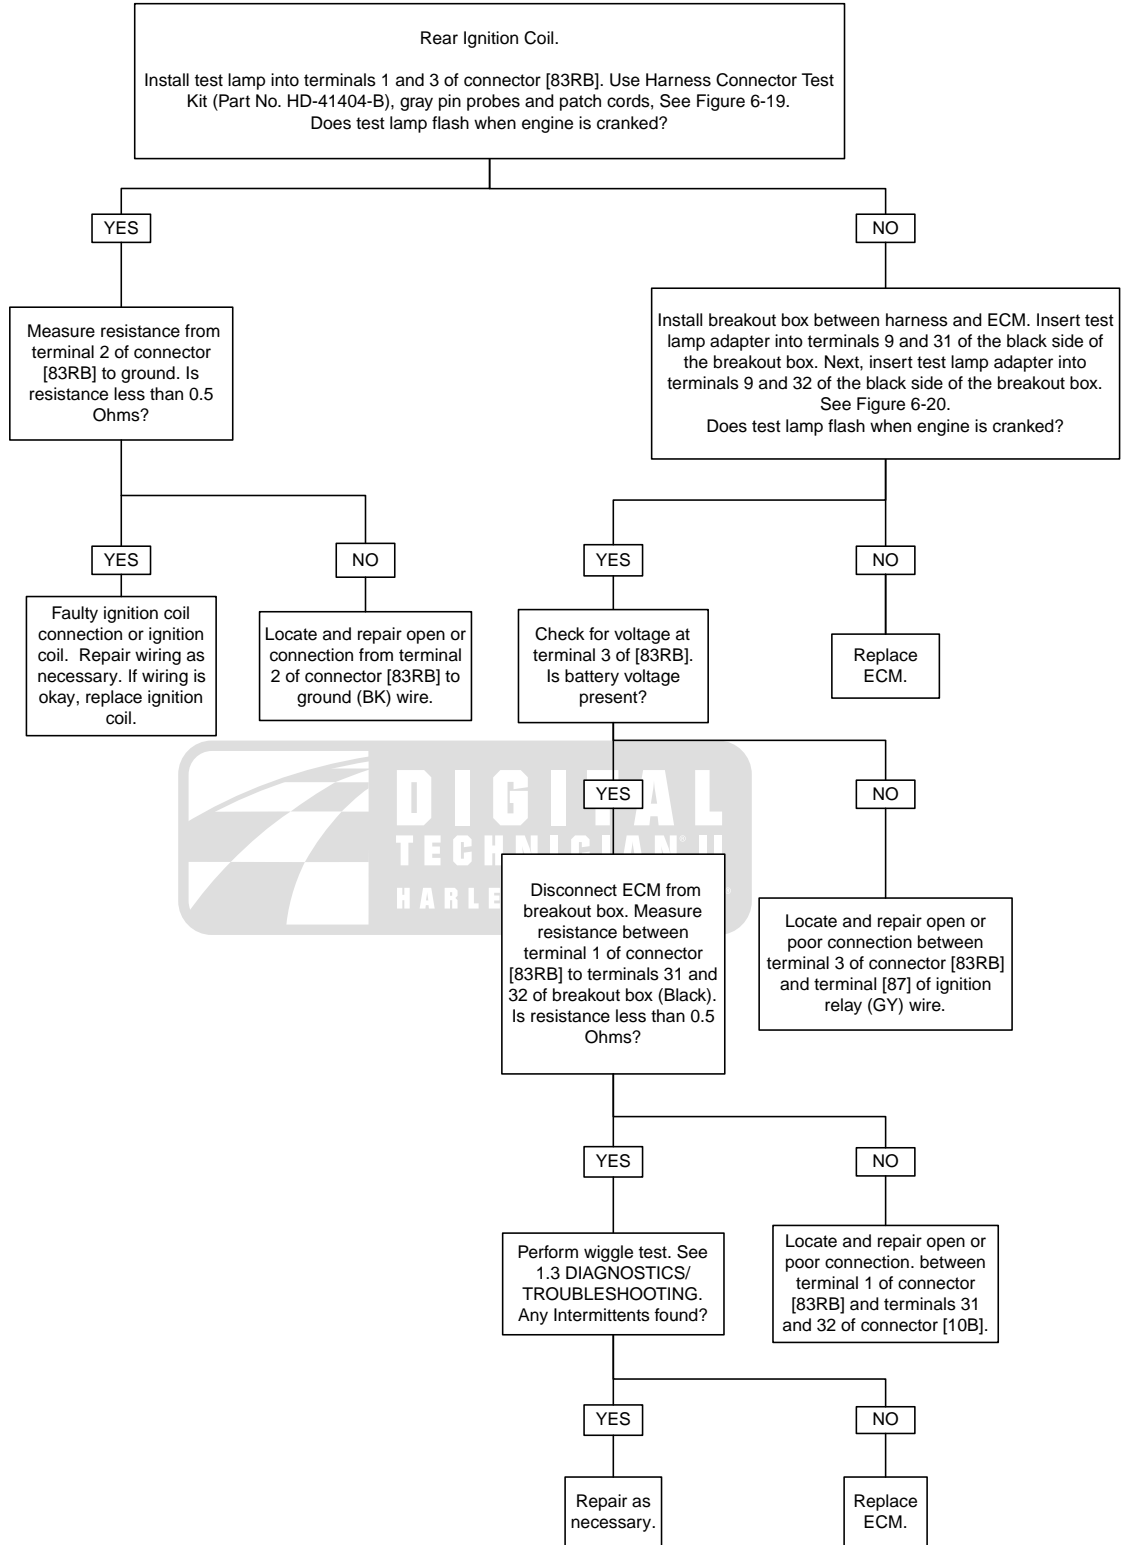 Rear Ignition Coil.
Install test lamp into terminals 1 and 3 of connector [83RB]. Use Harness Connector Test
Kit (Part No. HD-41404-B), gray pin probes and patch cords, See Figure 6-19.
Does test lamp flash when engine is cranked?
YES
NO
Measure resistance from
terminal 2 of connector
[83RB] to ground. Is
resistance less than 0.5
Ohms?
Install breakout box between harness and ECM. Insert test
lamp adapter into terminals 9 and 31 of the black side of
the breakout box. Next, insert test lamp adapter into
terminals 9 and 32 of the black side of the breakout box.
See Figure 6-20.
Does test lamp flash when engine is cranked?
YES
NO
YES
NO
Faulty ignition coil
connection or ignition
coil. Repair wiring as
necessary. If wiring is
okay, replace ignition
coil.
Locate and repair open or
connection from terminal
2 of connector [83RB] to
ground (BK) wire.
Check for voltage at
terminal 3 of [83RB].
Is battery voltage
present?
Replace
ECM.
YES
NO
DIGITAL
TECHNICIAN II
HARLE
Disconnect ECM from
breakout box. Measure
resistance between
terminal 1 of connector
[83RB] to terminals 31 and
32 of breakout box (Black).
Is resistance less than 0.5
Ohms?
Locate and repair open or
poor connection between
terminal 3 of connector [83RB]
and terminal [87] of ignition
relay (GY) wire.
YES
NO
Perform wiggle test. See
1.3 DIAGNOSTICS/
TROUBLESHOOTING.
Any Intermittents found?
Locate and repair open or
poor connection. between
terminal 1 of connector
[83RB] and terminals 31
and 32 of connector [10B].
YES
NO
Repair as
necessary.
Replace
ECM.